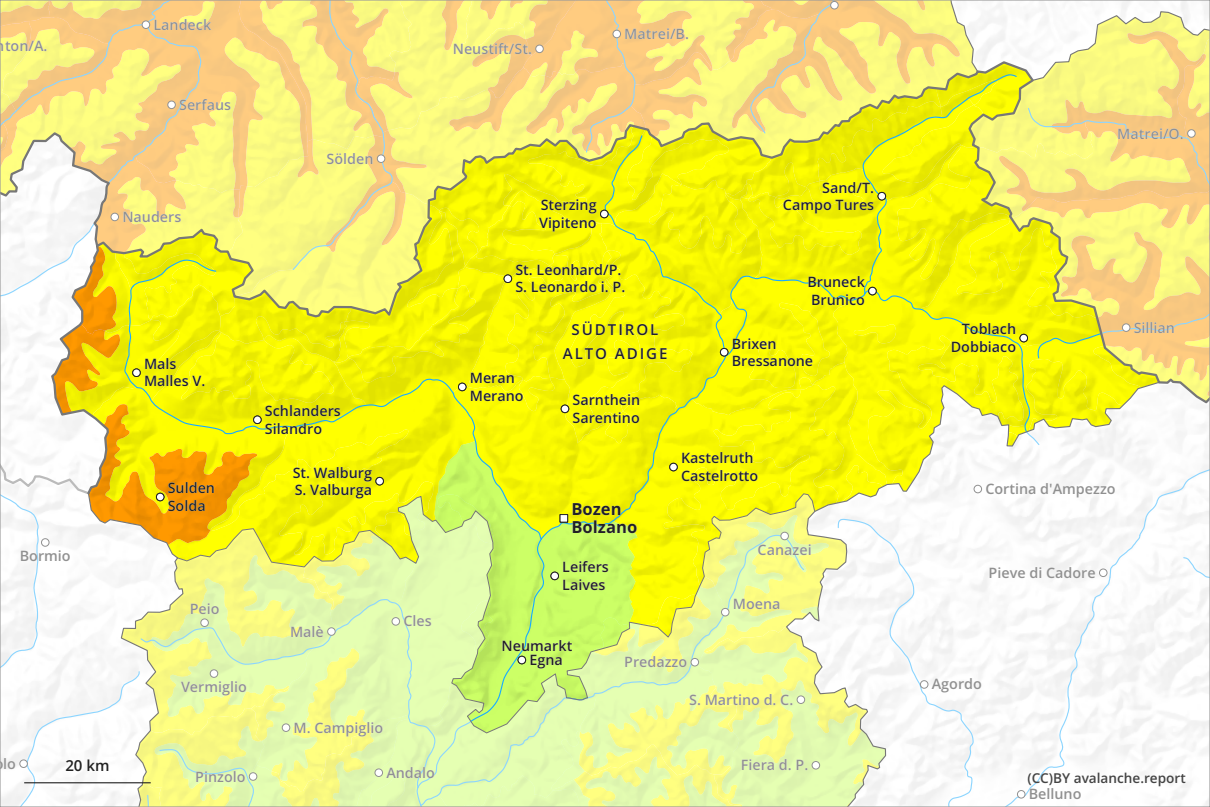 Landeck
nton/A.
Neustift/St.
Matrei/B.
Serfaus
Matrei/O.
Sölden
Nauders
Sand/T.
Campo Tures
Sterzing
Vipiteno
St. Leonhard/P.
S. Leonardo i. P.
Bruneck
Brunico
SÜDTIROL
ALTO ADIGE
Toblach
Dobbiaco
Sillian
Brixen
Bressanone
Mals
Malles V.
Meran
Merano
Sarnthein
Sarentino
Schlanders
Silandro
Kastelruth
Castelrotto
St. Walburg
S. Valburga
Sulden
Solda
Cortina d'Ampezzo
Bozen
Bolzano
Bormio
Canazei
Leifers
Laives
Pieve di Cadore
Peio
Moena
Malè
Cles
Neumarkt
Egna
Predazzo
Vermiglio
Agordo
S. Martino d. C.
M. Campiglio
olo
20 km
Pinzolo
Andalo
Fiera d. P.
(CC)BY avalanche.report
Belluno